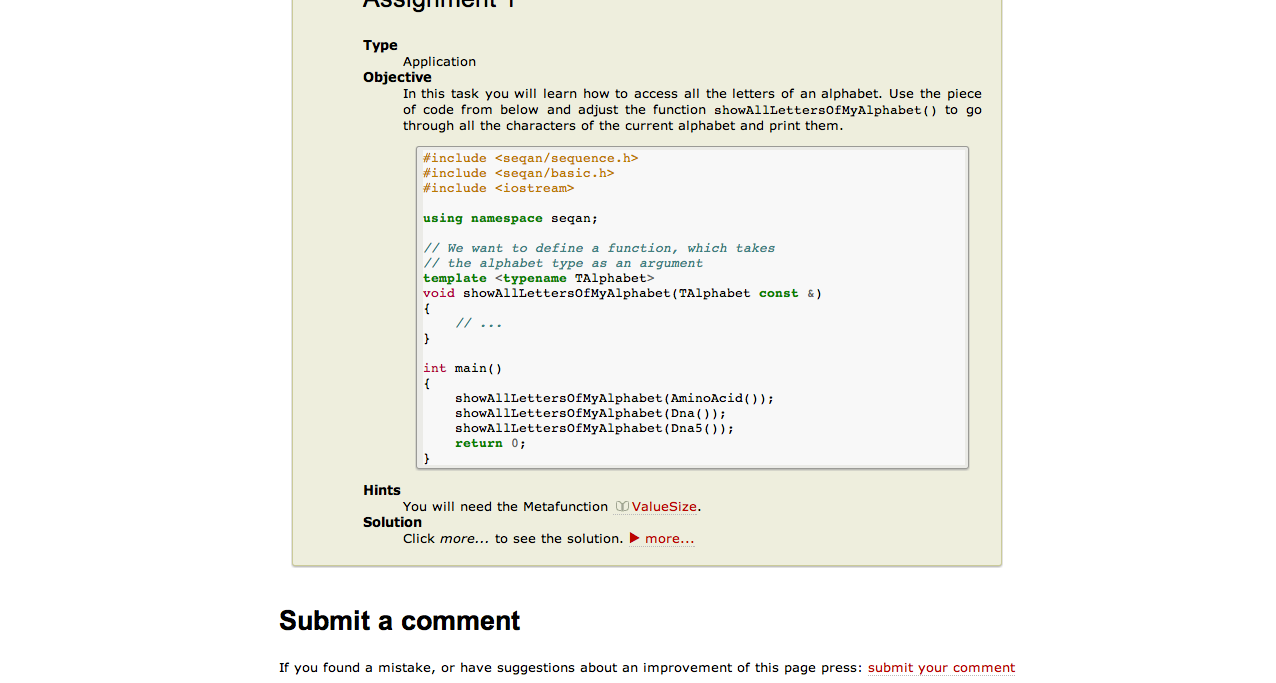 Assignment 1
Type
Application
Objective
In this task you will learn how to access all the letters of an alphabet. Use the piece
of code from below and adjust the function showAllLettersOfMyAlphabet() to go
through all the characters of the current alphabet and print them.
#include <seqan/sequence.h>
#include <seqan/basic.h>
#include <iostream>
using namespace seqan;
// We want to define a function, which takes
// the alphabet type as an argument
template <typename TAlphabet>
void showAllLettersOfMyAlphabet(TAlphabet const &)
{
    // ...
}
int main()
{
    showAllLettersOfMyAlphabet(AminoAcid());
    showAllLettersOfMyAlphabet(Dna());
    showAllLettersOfMyAlphabet(Dna5());
    return 0;
}
Hints
You will need the Metafunction ValueSize.
Solution
Click more... to see the solution. ▶ more...
Submit a comment
If you found a mistake, or have suggestions about an improvement of this page press: submit your comment